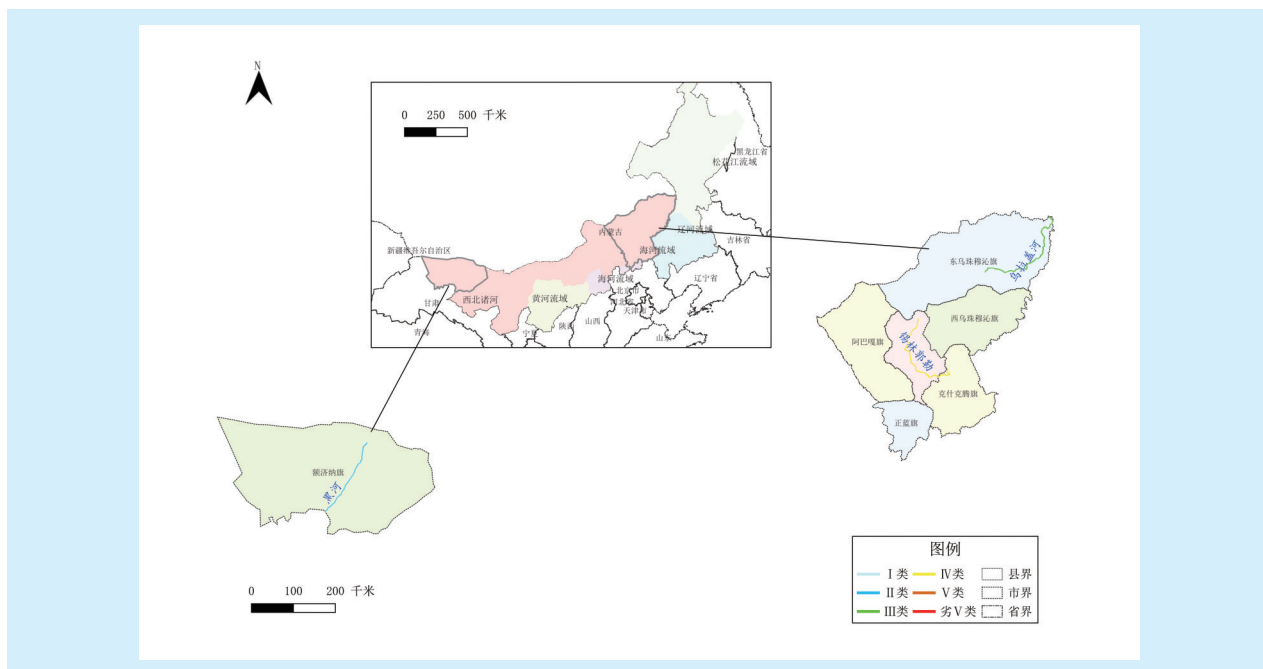 N
0 250 500 千米
黑龙江省
松花江流域
内蒙古
辽河流域
吉林省
新疆维吾尔自治区
海河流域
海河流域
辽宁省
北京市
甘肃
西北诸河
黄河流域
河北省
天津市
山西
陕西
宁夏
青海
山东
东乌珠穆沁旗
乌拉盖河
西乌珠穆沁旗
阿巴嘎旗
锡林郭勒
克什克腾旗
正蓝旗
额济纳旗
黑河
0 100 200 千米
图例
Ⅰ类 Ⅳ类 县界
Ⅱ类 Ⅴ类 市界
Ⅲ类 劣Ⅴ类 省界